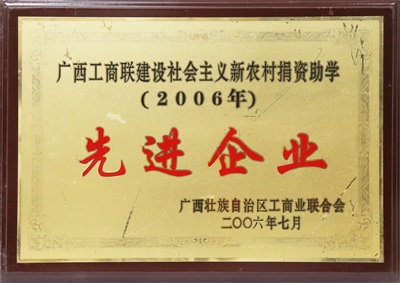 广西工商联建设社会主义新农村捐资助学
(2006年)
先进企业
广西壮族自治区工商业联合会
二〇〇六年七月